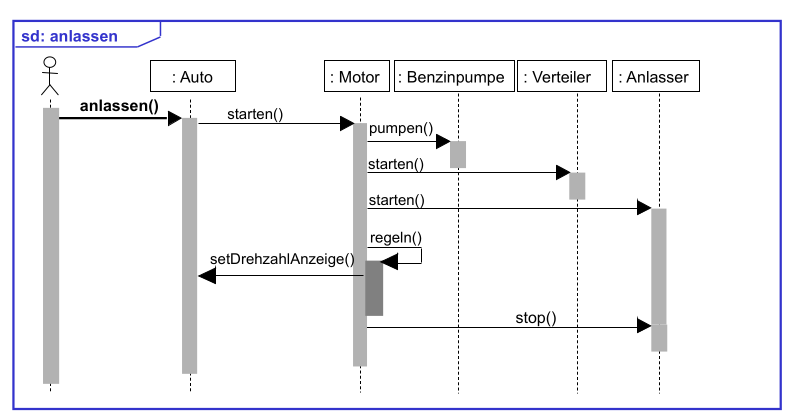 sd: anlassen
: Auto
: Motor
: Benzinpumpe
: Verteiler
: Anlasser
anlassen()
starten()
pumpen()
starten()
starten()
regeln()
setDrehzahlAnzeige()
stop()